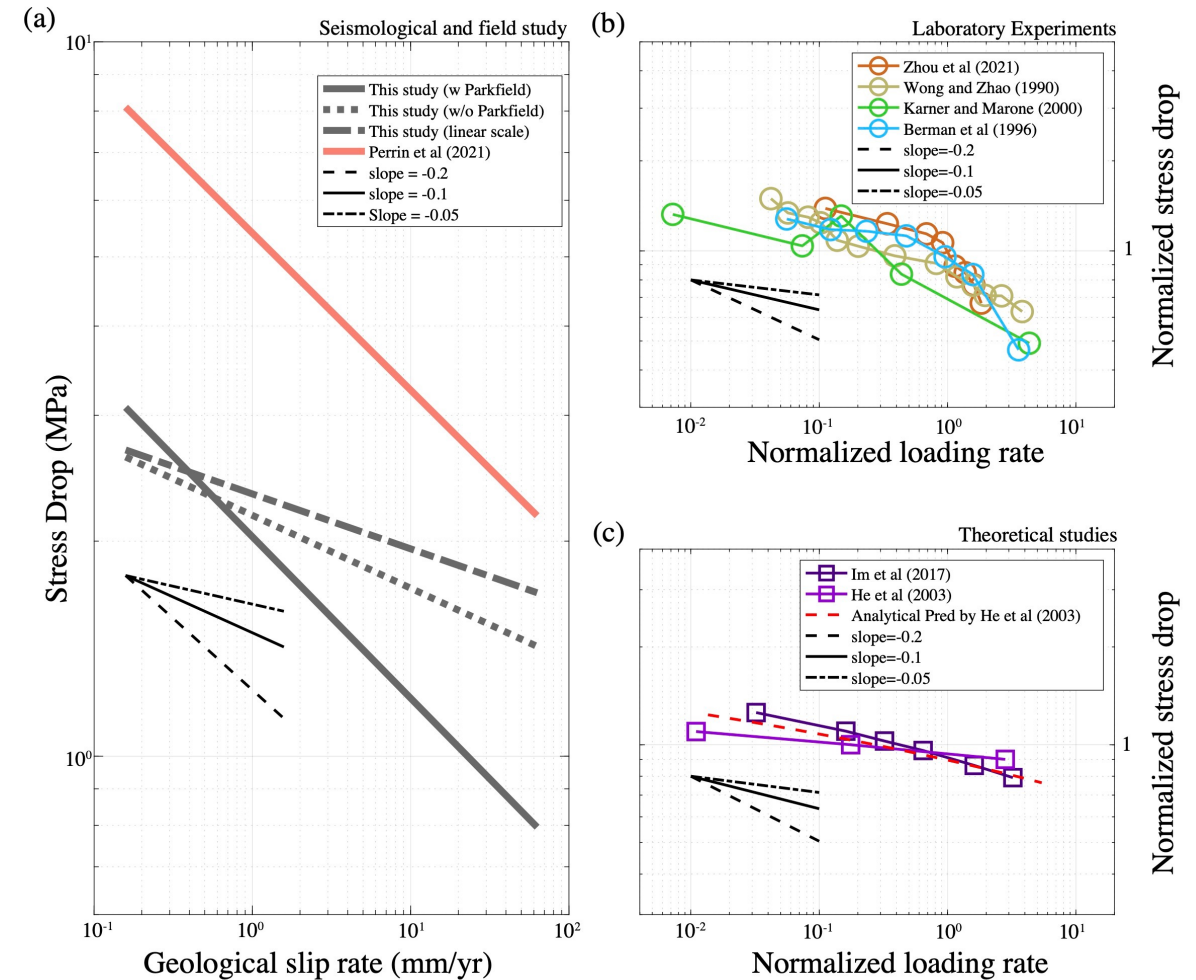 (a)
Seismological and field study
10^1
This study (w Parkfield)
This study (w/o Parkfield)
This study (linear scale)
Perrin et al (2021)
slope = -0.2
slope = -0.1
Slope = -0.05
Stress Drop (MPa)
10^0
10^-1
10^0
10^1
10^2
Geological slip rate (mm/yr)
(b)
Laboratory Experiments
Zhou et al (2021)
Wong and Zhao (1990)
Karner and Marone (2000)
Berman et al (1996)
slope=-0.2
slope=-0.1
slope=-0.05
1
Normalized stress drop
10^-2
10^-1
10^0
10^1
Normalized loading rate
(c)
Theoretical studies
Im et al (2017)
He et al (2003)
Analytical Pred by He et al (2003)
slope=-0.2
slope=-0.1
slope=-0.05
1
Normalized stress drop
10^-2
10^-1
10^0
10^1
Normalized loading rate